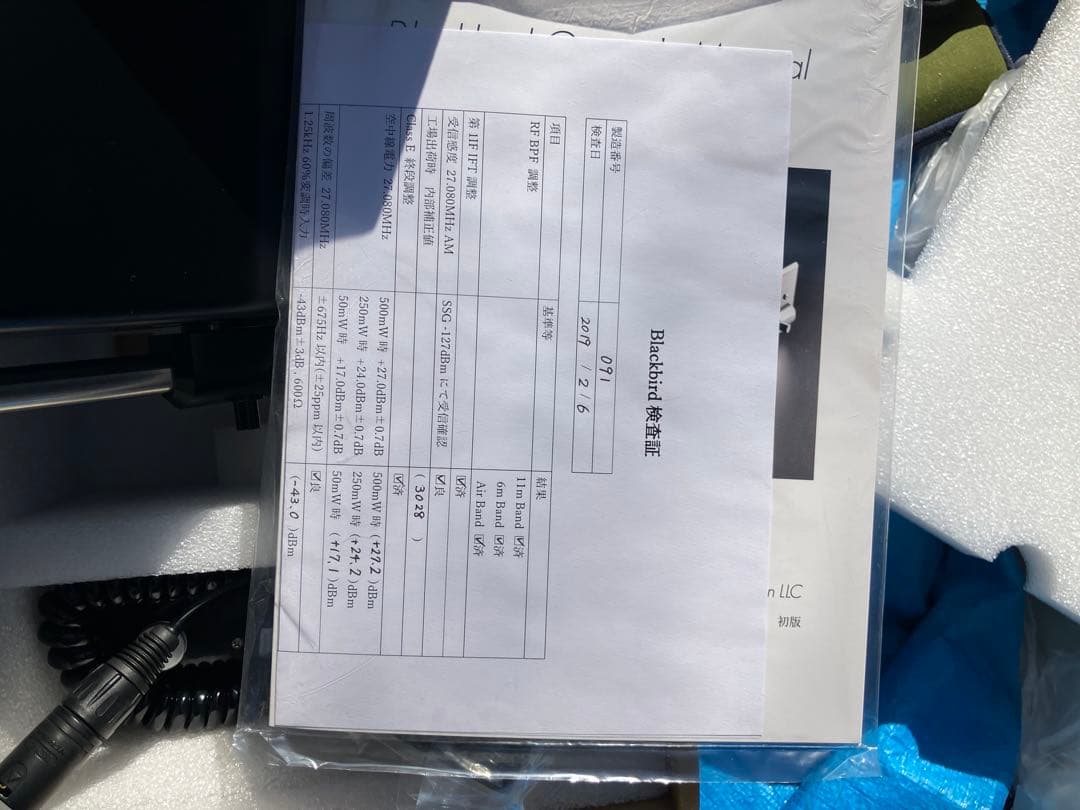 al
Blackbird 検査証
製造番号 091
検査日 2019 / 2 / 6
項目 基準等 結果
RF BPF 調整 11m Band ☑済
6m Band ☑済
Air Band ☑済
第 1IF IFT 調整 ☑済
受信感度 27.080MHz AM SSG -127dBm にて受信確認 ☑良
工場出荷時 内部補正値 ( 3028 )
Class E 終段調整 ☑済
空中線電力 27.080MHz 500mW 時 +27.0dBm±0.7dB 500mW 時 (+27.2 )dBm
250mW 時 +24.0dBm±0.7dB 250mW 時 (+24.2 )dBm
50mW 時 +17.0dBm±0.7dB 50mW 時 (+17.1 )dBm
周波数の偏差 27.080MHz ±675Hz 以内(±25ppm 以内) ☑良
1.25kHz 60%変調時入力 -43dBm±3dB, 600Ω (-43.0 )dBm
n LLC
初版